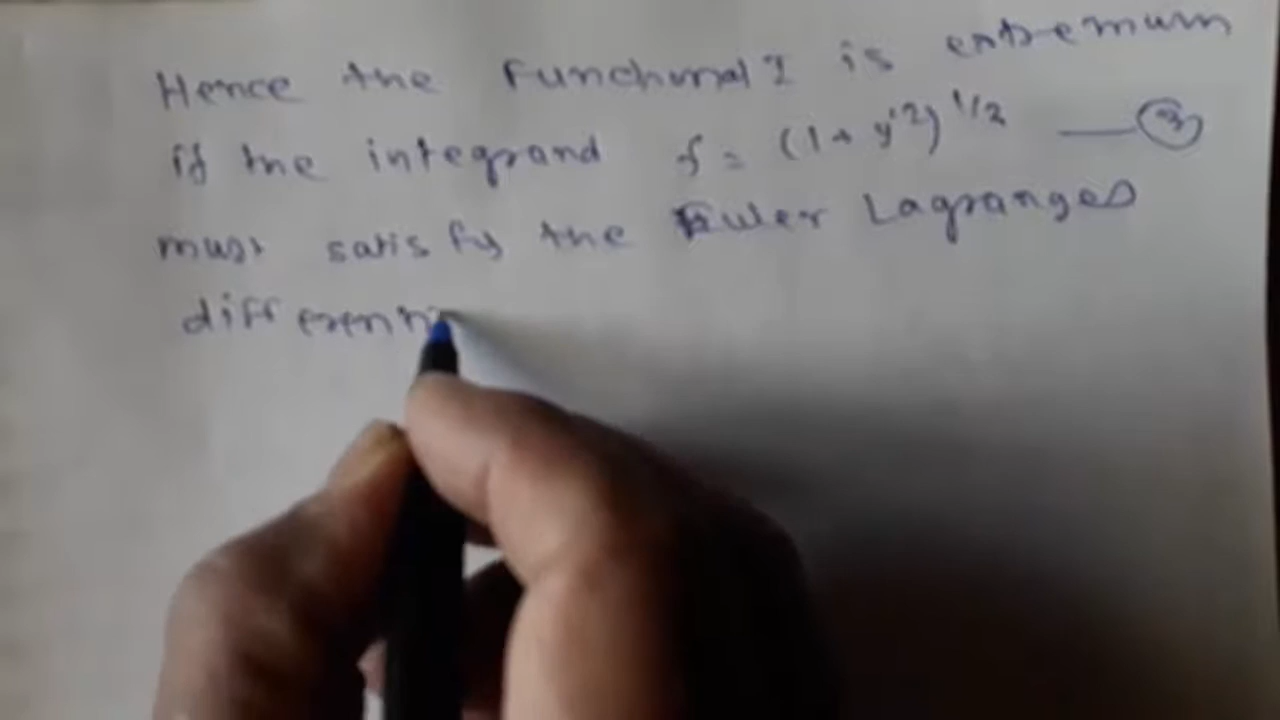 Hence the Functional I is extremum
if the integrand f = (1 + y'²)^1/2 —③
must satisfy the Euler Lagranges
differenti